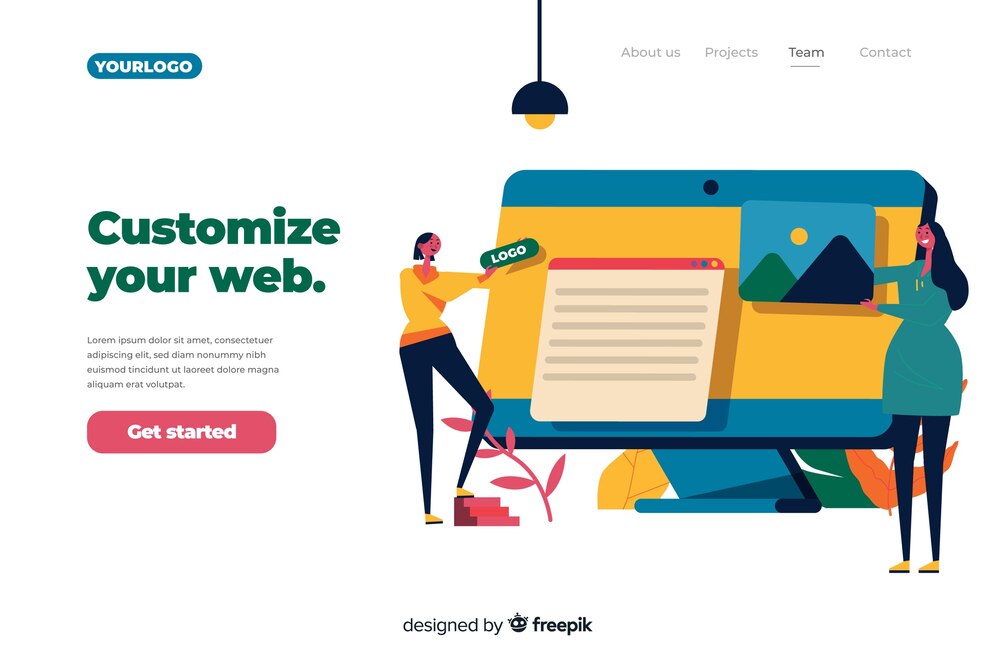 YOURLOGO
About us Projects Team Contact
Customize
your web.
LOGO
Lorem ipsum dolor sit amet, consectetuer
adipiscing elit, sed diam nonummy nibh
euismod tincidunt ut laoreet dolore magna
aliquam erat volutpat.
Get started
designed by freepik